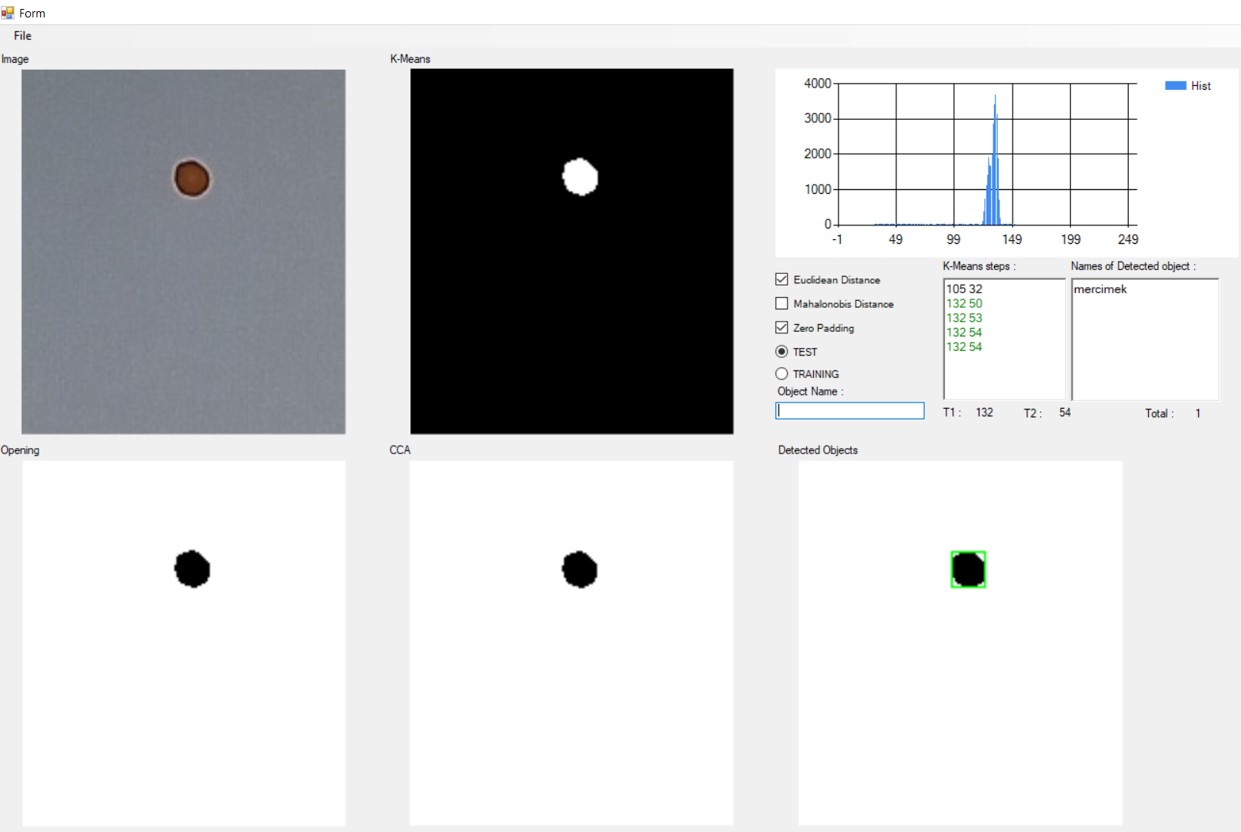 Form
File
Image
K-Means
4000
3000
2000
1000
0
-1 49 99 149 199 249
Hist
Euclidean Distance
Mahalonobis Distance
Zero Padding
TEST
TRAINING
Object Name :
K-Means steps :
105 32
132 50
132 53
132 54
132 54
T1 : 132 T2 : 54
Names of Detected object :
mercimek
Total : 1
Opening
CCA
Detected Objects